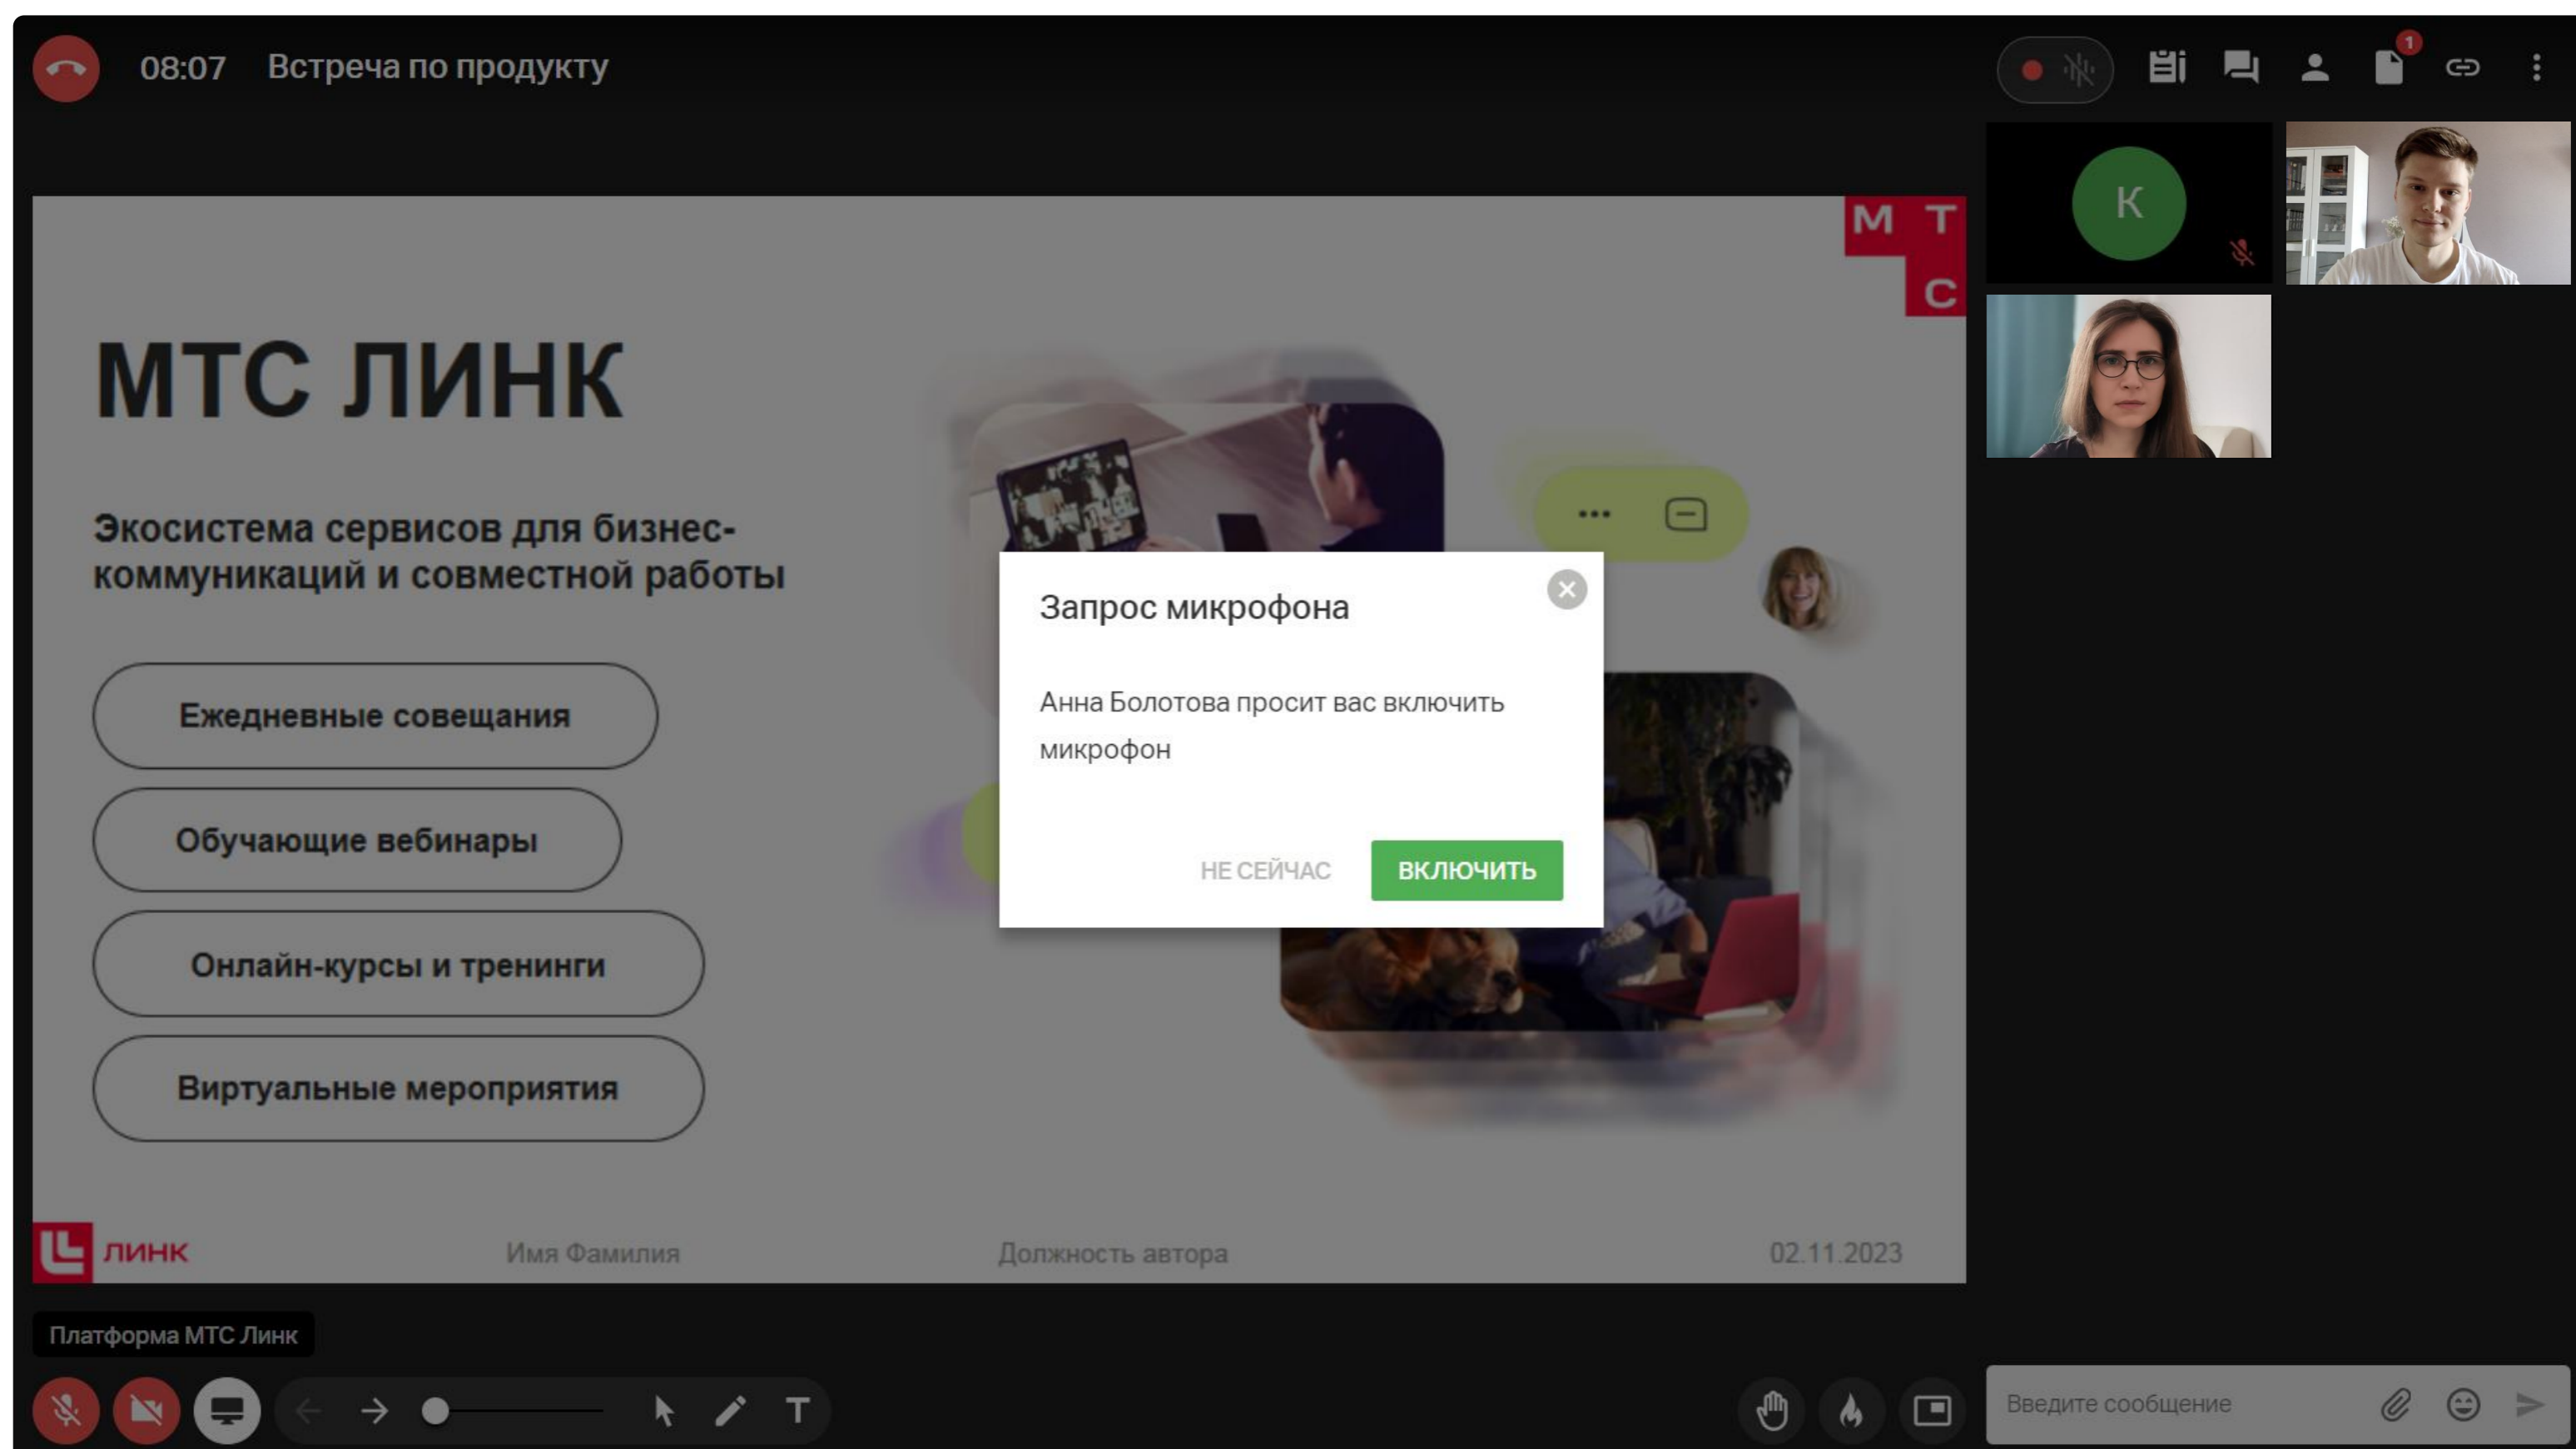 08:07 Встреча по продукту
1
К
М Т
С
МТС ЛИНК
Экосистема сервисов для бизнес-
коммуникаций и совместной работы
Ежедневные совещания
Обучающие вебинары
Онлайн-курсы и тренинги
Виртуальные мероприятия
Запрос микрофона
Анна Болотова просит вас включить
микрофон
НЕ СЕЙЧАС ВКЛЮЧИТЬ
ЛИНК Имя Фамилия Должность автора 02.11.2023
Платформа МТС Линк
T
Введите сообщение